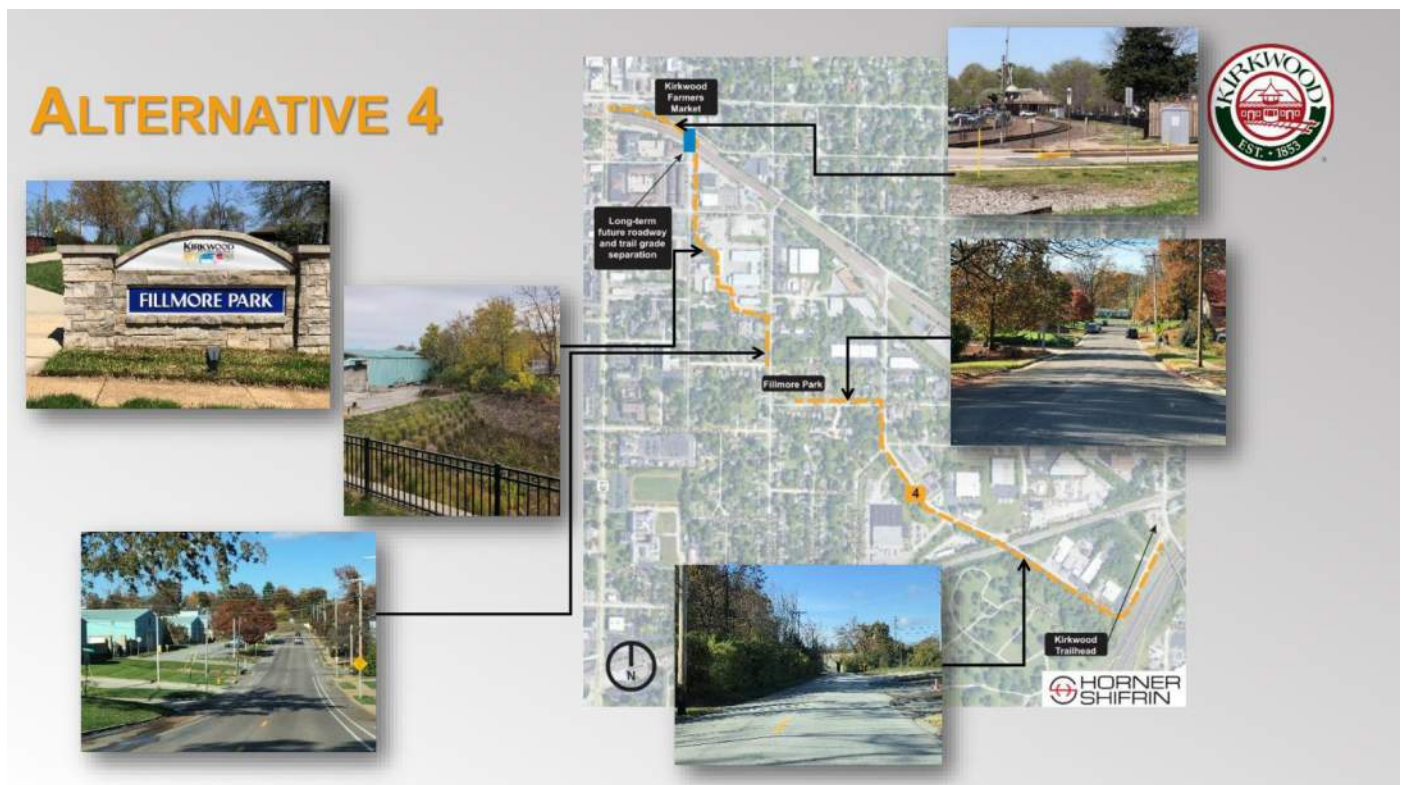 ALTERNATIVE 4
KIRKWOOD
EST. • 1853
Kirkwood
Farmers
Market
Long-term
future roadway
and trail grade
separation
KIRKWOOD
FILLMORE PARK
Fillmore Park
4
Kirkwood
Trailhead
N
HORNER
SHIFRIN